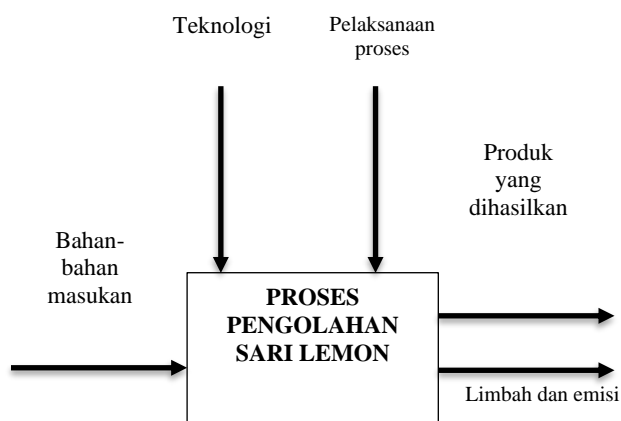 Teknologi
Pelaksanaan
proses
Produk
yang
dihasilkan
Bahan-
bahan
masukan
PROSES
PENGOLAHAN
SARI LEMON
Limbah dan emisi